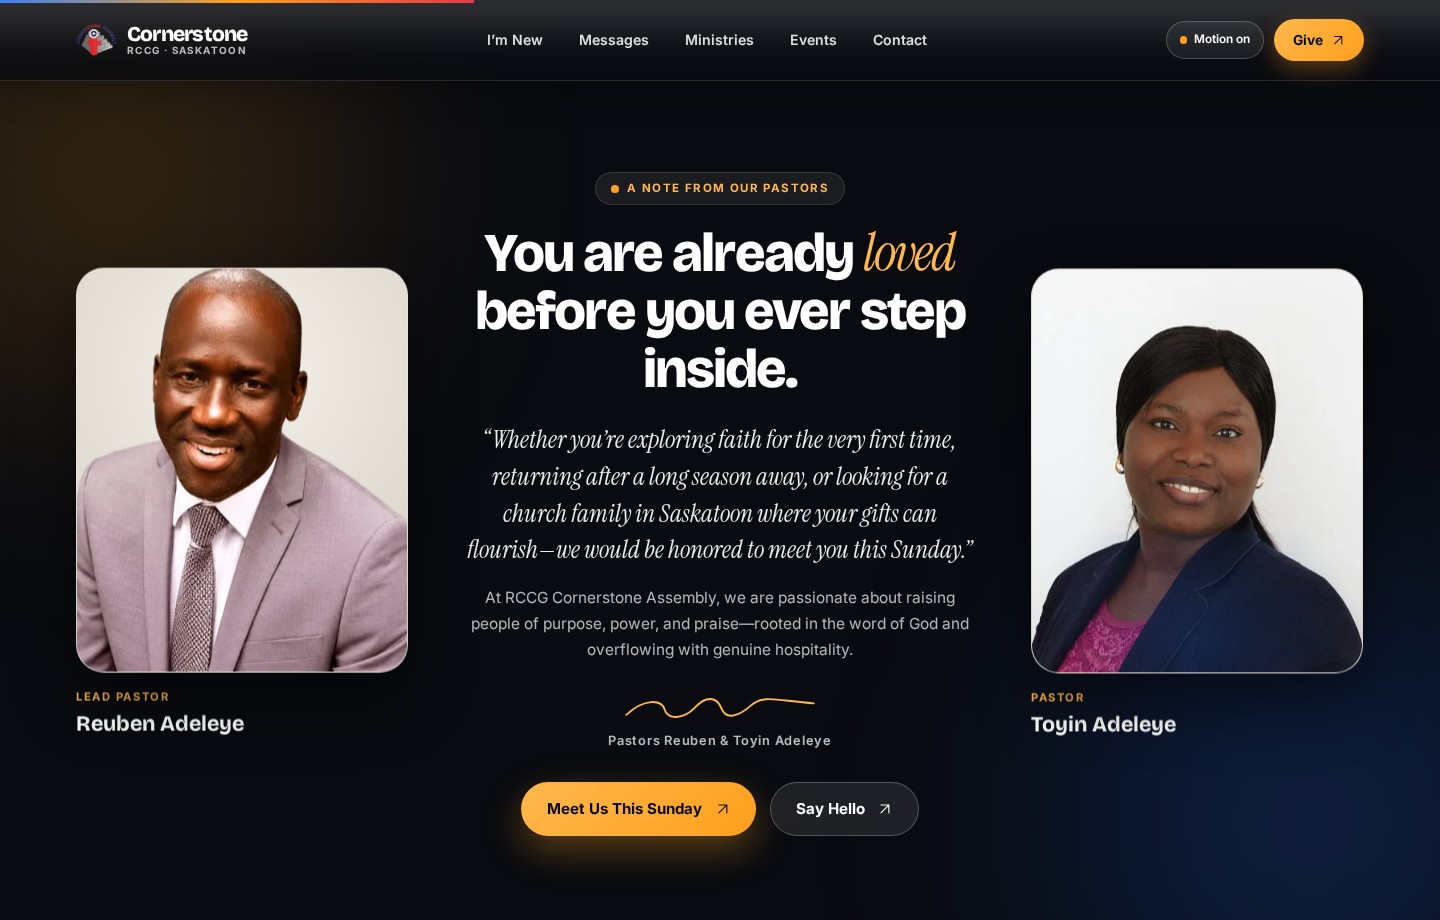 Cornerstone
RCCG · SASKATOON
I’m New
Messages
Ministries
Events
Contact
Motion on
Give
A NOTE FROM OUR PASTORS
You are already loved
before you ever step
inside.
“Whether you’re exploring faith for the very first time,
returning after a long season away, or looking for a
church family in Saskatoon where your gifts can
flourish—we would be honored to meet you this Sunday.”
At RCCG Cornerstone Assembly, we are passionate about raising
people of purpose, power, and praise—rooted in the word of God and
overflowing with genuine hospitality.
LEAD PASTOR
Reuben Adeleye
PASTOR
Toyin Adeleye
Pastors Reuben & Toyin Adeleye
Meet Us This Sunday
Say Hello